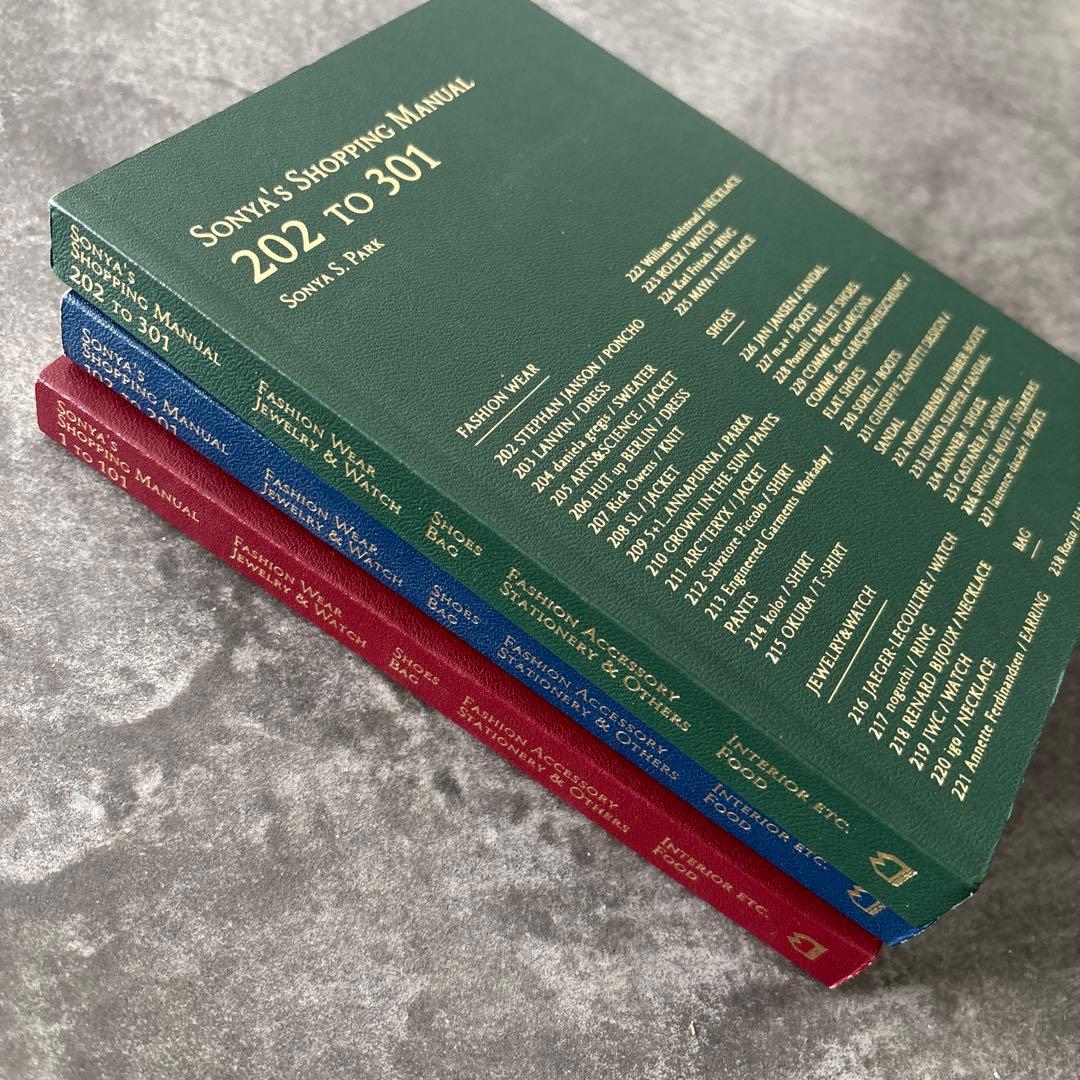 SONYA'S SHOPPING MANUAL
202 TO 301
SONYA S. PARK
FASHION WEAR
202 STEPHAN JANSON / PONCHO
203 LANVIN / DRESS
204 daniela gregis / SWEATER
205 ARTS&SCIENCE / JACKET
206 HUT up BERLIN / DRESS
207 Rick Owens / KNIT
208 SL / JACKET
209 5+1..ANNAPURNA / PARKA
210 GROWN IN THE SUN / PANTS
211 ARC'TERYX / JACKET
212 Salvatore Piccolo / SHIRT
213 Engineered Garments Workaday /
PANTS
214 kolor / SHIRT
215 OKURA / T-SHIRT
JEWELRY&WATCH
216 JAEGER-LECOULTRE / WATCH
217 noguchi / RING
218 RENARD BIJOUX / NECKLACE
219 IWC / WATCH
220 igo / NECKLACE
221 Annette Ferdinandsen / EARRING
222 William Welstead / NECKLACE
223 ROLEX / WATCH
224 Karl Fritsch / RING
225 MIYA / NECKLACE
SHOES
226 JAN JANSEN / SANDAL
227 m.a+ / BOOTS
228 Porselli / BALLET SHOES
229 COMME des GARÇONS
COMME des GARÇONS
FLAT SHOES
230 SOREL / BOOTS
231 GIUSEPPE ZANOTTI DESIGN /
SANDAL
232 NORTHERNER RUBBER BOOTS
233 ISLAND SLIPPER / SANDAL
234 DANNER / SHOES
235 CASTAÑER / SANDAL
236 SPINGLE MOVE / SNEAKERS
237 laurence dacade / BOOTS
BAG
238
SONYA'S
SHOPPING MANUAL
202 TO 301
FASHION WEAR
JEWELRY & WATCH
SHOES
BAG
FASHION ACCESSORY
STATIONERY & OTHERS
INTERIOR ETC.
FOOD
SONYA'S
SHOPPING MANUAL
102 TO 201
FASHION WEAR
JEWELRY & WATCH
SHOES
BAG
FASHION ACCESSORY
STATIONERY & OTHERS
INTERIOR ETC.
FOOD
SONYA'S
SHOPPING MANUAL
1 TO 101
FASHION WEAR
JEWELRY & WATCH
SHOES
BAG
FASHION ACCESSORY
STATIONERY & OTHERS
INTERIOR ETC.
FOOD